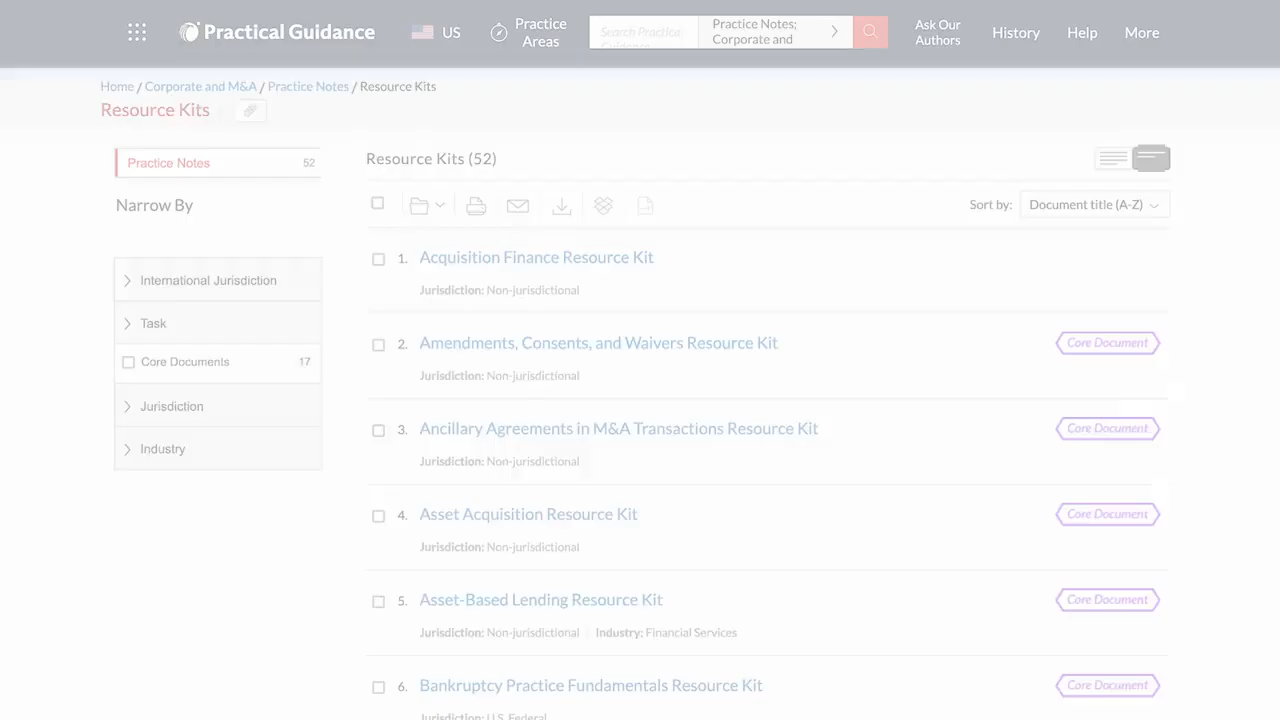 Practical Guidance
US
Practice
Areas
Search Practical
Guidance
Practice Notes;
Corporate and
Ask Our
Authors
History
Help
More
Home / Corporate and M&A / Practice Notes / Resource Kits
Resource Kits
Practice Notes 52
Narrow By
International Jurisdiction
Task
Core Documents 17
Jurisdiction
Industry
Resource Kits (52)
Sort by: Document title (A-Z)
1. Acquisition Finance Resource Kit
Jurisdiction: Non-jurisdictional
2. Amendments, Consents, and Waivers Resource Kit
Core Document
Jurisdiction: Non-jurisdictional
3. Ancillary Agreements in M&A Transactions Resource Kit
Core Document
Jurisdiction: Non-jurisdictional
4. Asset Acquisition Resource Kit
Core Document
Jurisdiction: Non-jurisdictional
5. Asset-Based Lending Resource Kit
Core Document
Jurisdiction: Non-jurisdictional | Industry: Financial Services
6. Bankruptcy Practice Fundamentals Resource Kit
Core Document
Jurisdiction: U.S. Federal